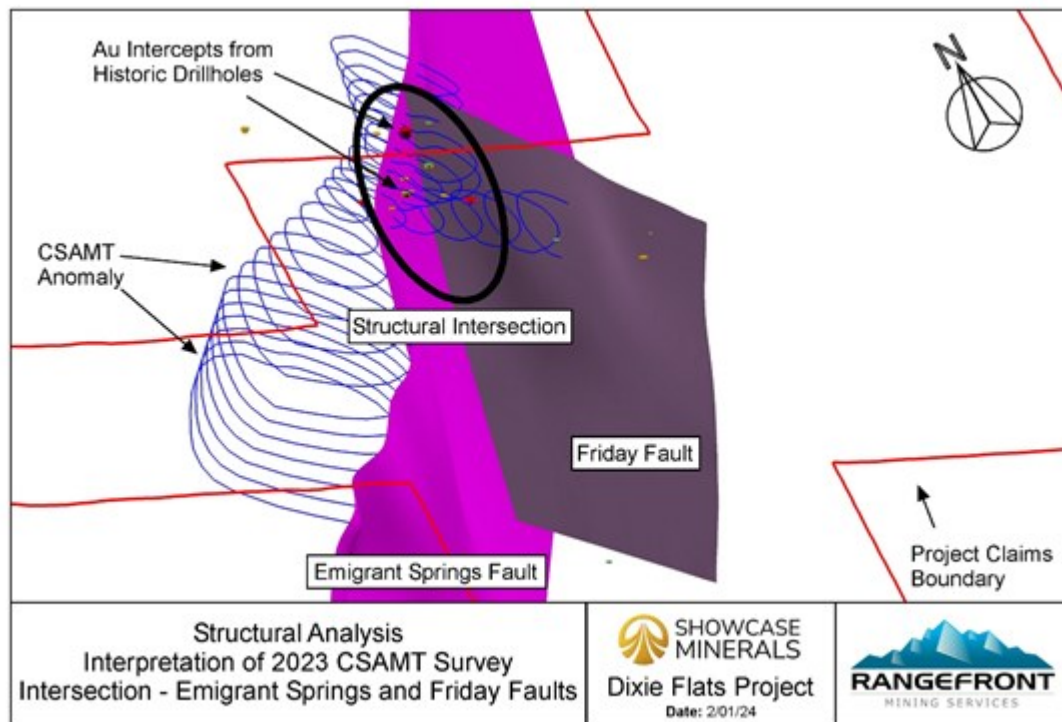 Au Intercepts from
Historic Drillholes
N
CSAMT
Anomaly
Structural Intersection
Friday Fault
Emigrant Springs Fault
Project Claims
Boundary
Structural Analysis
Interpretation of 2023 CSAMT Survey
Intersection - Emigrant Springs and Friday Faults
SHOWCASE
MINERALS
Dixie Flats Project
Date: 2/01/24
RANGEFRONT
MINING SERVICES